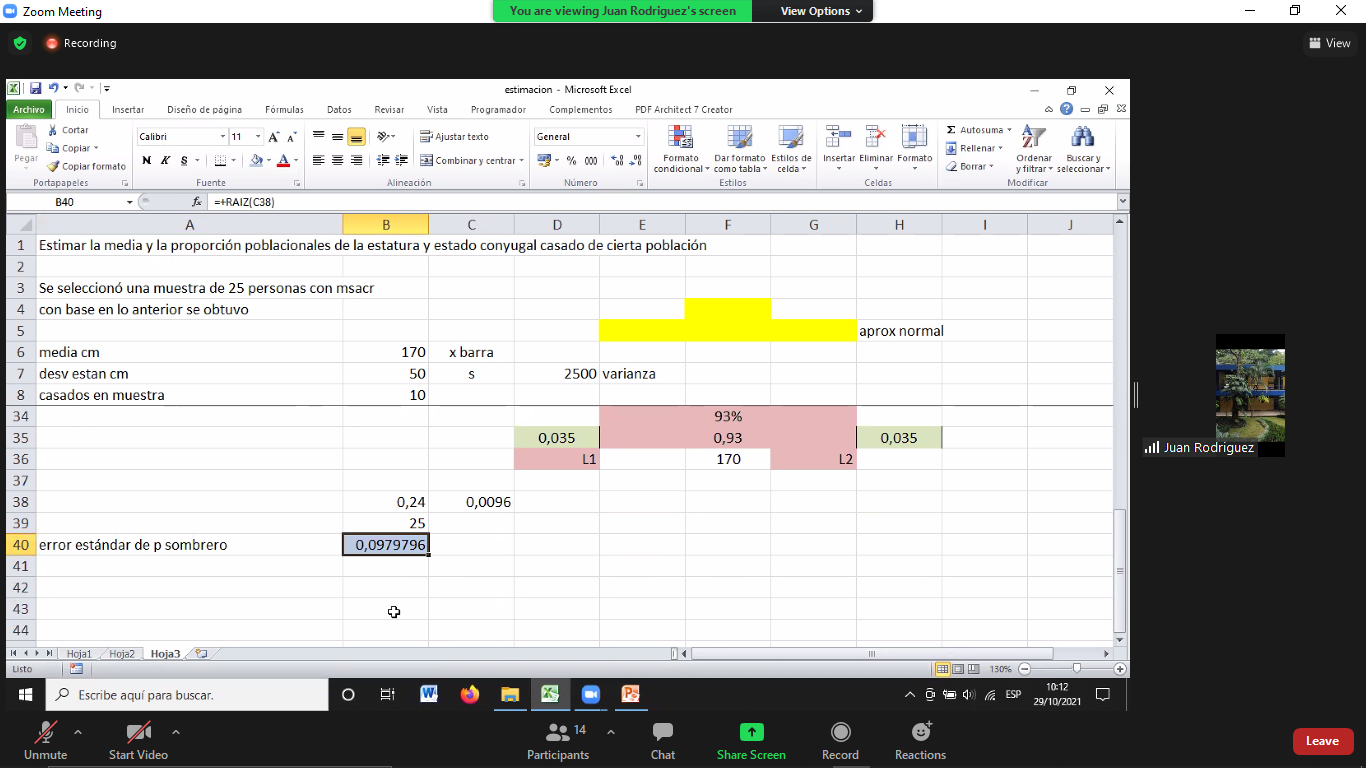 Zoom Meeting
You are viewing Juan Rodriguez's screen
View Options
Recording
View
estimacion - Microsoft Excel
Archivo Inicio Insertar Diseño de página Fórmulas Datos Revisar Vista Programador Complementos PDF Architect 7 Creator
Pegar
Cortar
Copiar
Copiar formato
Portapapeles
Calibri 11
N K S
Fuente
Ajustar texto
Combinar y centrar
Alineación
General
% 000
Número
Formato condicional
Dar formato como tabla
Estilos de celda
Estilos
Insertar Eliminar Formato
Celdas
Autosuma
Rellenar
Borrar
Ordenar y filtrar
Buscar y seleccionar
Modificar
B40 fx =+RAIZ(C38)
A B C D E F G H I J
1 Estimar la media y la proporción poblacionales de la estatura y estado conyugal casado de cierta población
2
3 Se seleccionó una muestra de 25 personas con msacr
4 con base en lo anterior se obtuvo
5 aprox normal
6 media cm 170 x barra
7 desv estan cm 50 s 2500 varianza
8 casados en muestra 10
34 93%
35 0,035 0,93 0,035
36 L1 170 L2
37
38 0,24 0,0096
39 25
40 error estándar de p sombrero 0,0979796
41
42
43
44
Hoja1 Hoja2 Hoja3
Listo 130%
Escribe aquí para buscar. ESP 10:12
29/10/2021
Juan Rodriguez
Unmute Start Video Participants 14 Chat Share Screen Record Reactions Leave